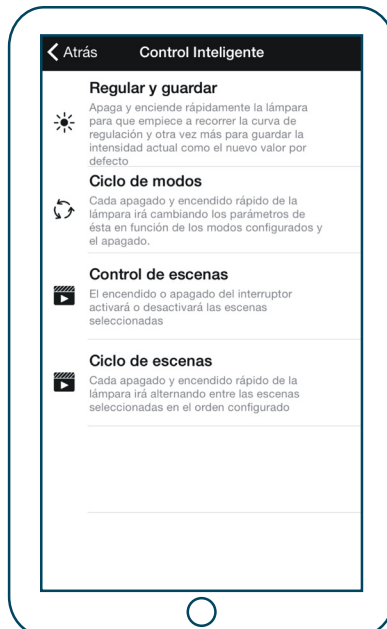 Atrás Control Inteligente
Regular y guardar
Apaga y enciende rápidamente la lámpara
para que empiece a recorrer la curva de
regulación y otra vez más para guardar la
intensidad actual como el nuevo valor por
defecto
Ciclo de modos
Cada apagado y encendido rápido de la
lámpara irá cambiando los parámetros de
ésta en función de los modos configurados y
el apagado.
Control de escenas
El encendido o apagado del interruptor
activará o desactivará las escenas
seleccionadas
Ciclo de escenas
Cada apagado y encendido rápido de la
lámpara irá alternando entre las escenas
seleccionadas en el orden configurado